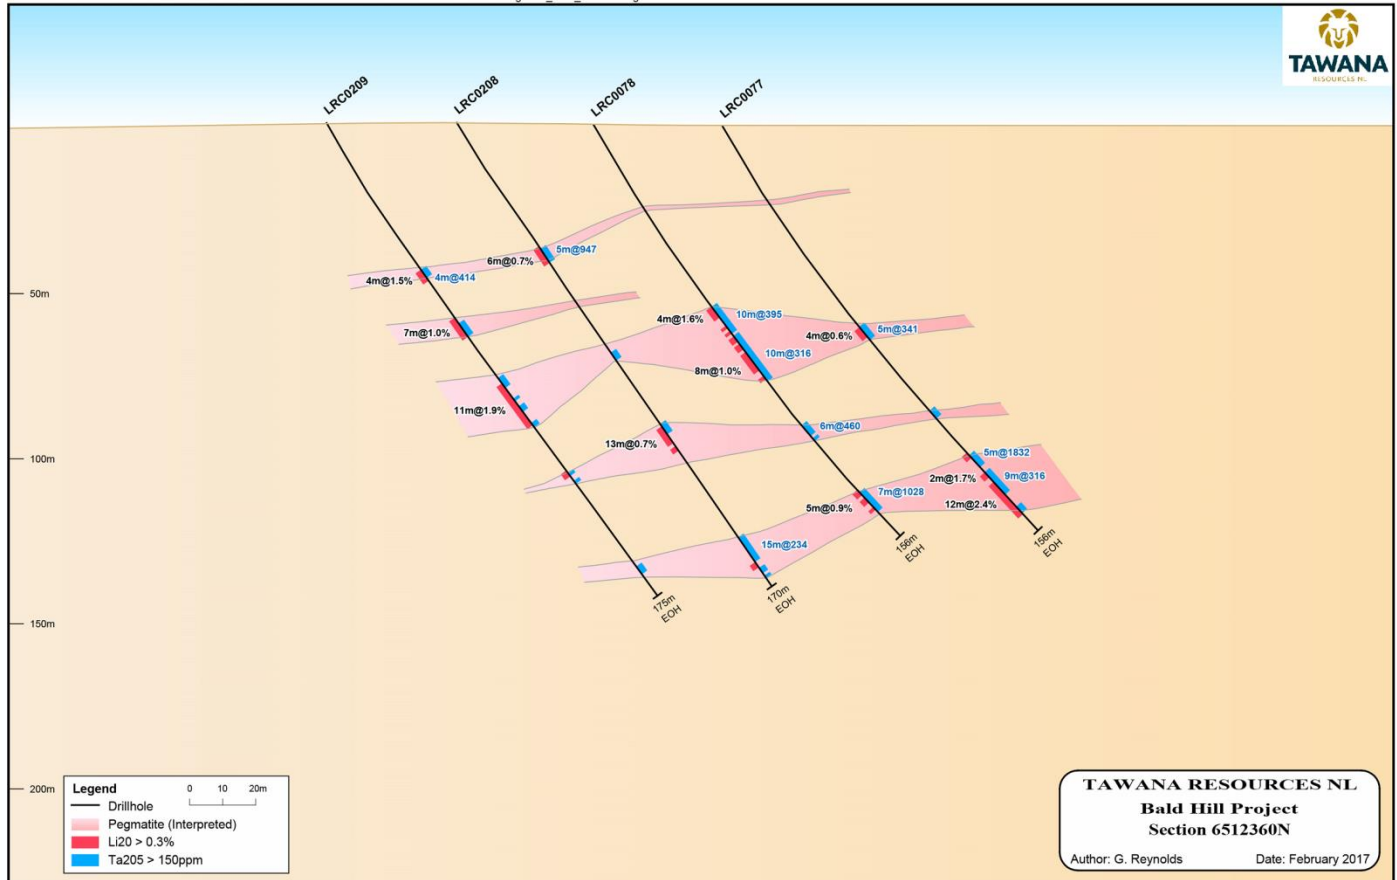 TAWANA
RESOURCES NL
LRC0209
LRC0208
LRC0078
LRC0077
5m@947
6m@0.7%
4m@1.5%
4m@414
50m
7m@1.0%
4m@1.6%
10m@395
10m@316
8m@1.0%
4m@0.6%
5m@341
11m@1.9%
13m@0.7%
6m@460
100m
5m@1832
2m@1.7%
9m@316
12m@2.4%
7m@1028
5m@0.9%
15m@234
156m
EOH
156m
EOH
170m
EOH
175m
EOH
150m
200m
Legend
0 10 20m
Drillhole
Pegmatite (Interpreted)
Li20 > 0.3%
Ta205 > 150ppm
TAWANA RESOURCES NL
Bald Hill Project
Section 6512360N
Author: G. Reynolds Date: February 2017